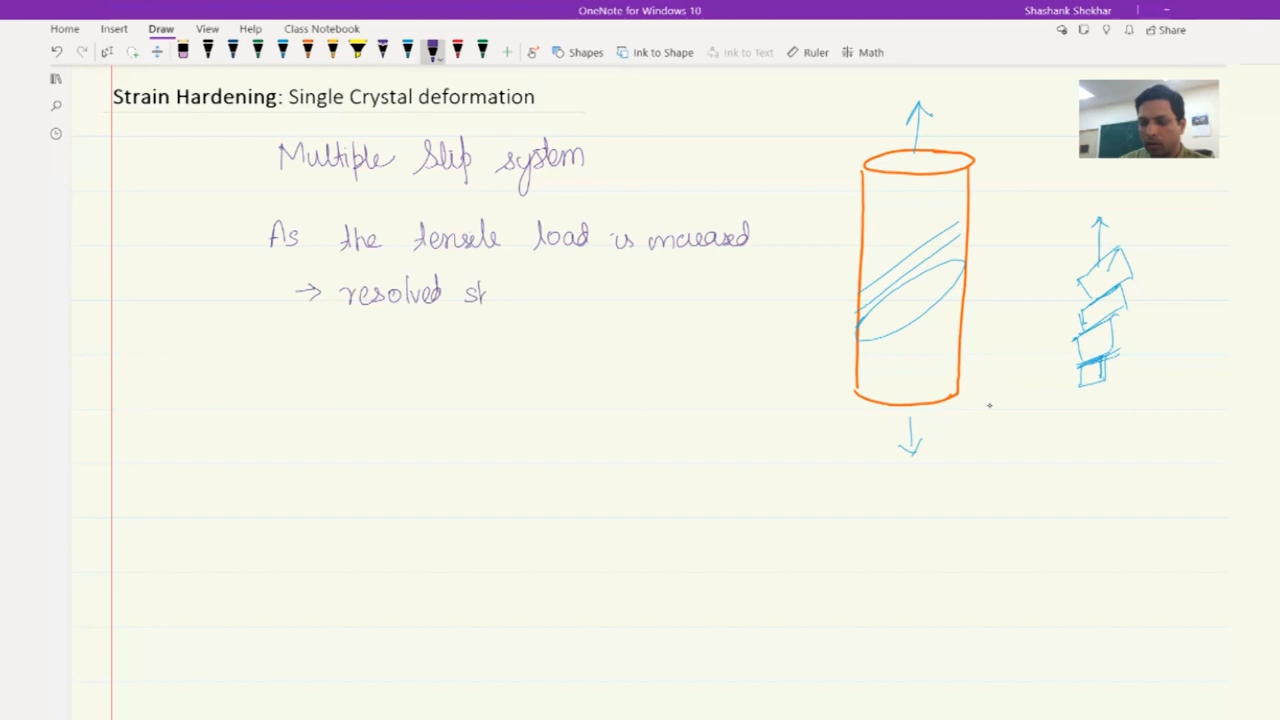 OneNote for Windows 10
Shashank Shekhar
Home Insert Draw View Help Class Notebook
Share
Shapes Ink to Shape Ink to Text Ruler Math
Strain Hardening: Single Crystal deformation
Multiple Slip system
As the tensile load is increased
→ resolved st